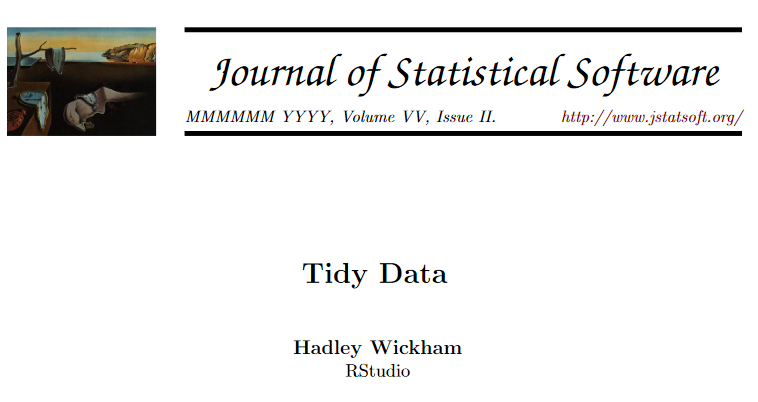 Journal of Statistical Software
MMMMMM YYYY, Volume VV, Issue II. http://www.jstatsoft.org/
Tidy Data
Hadley Wickham
RStudio